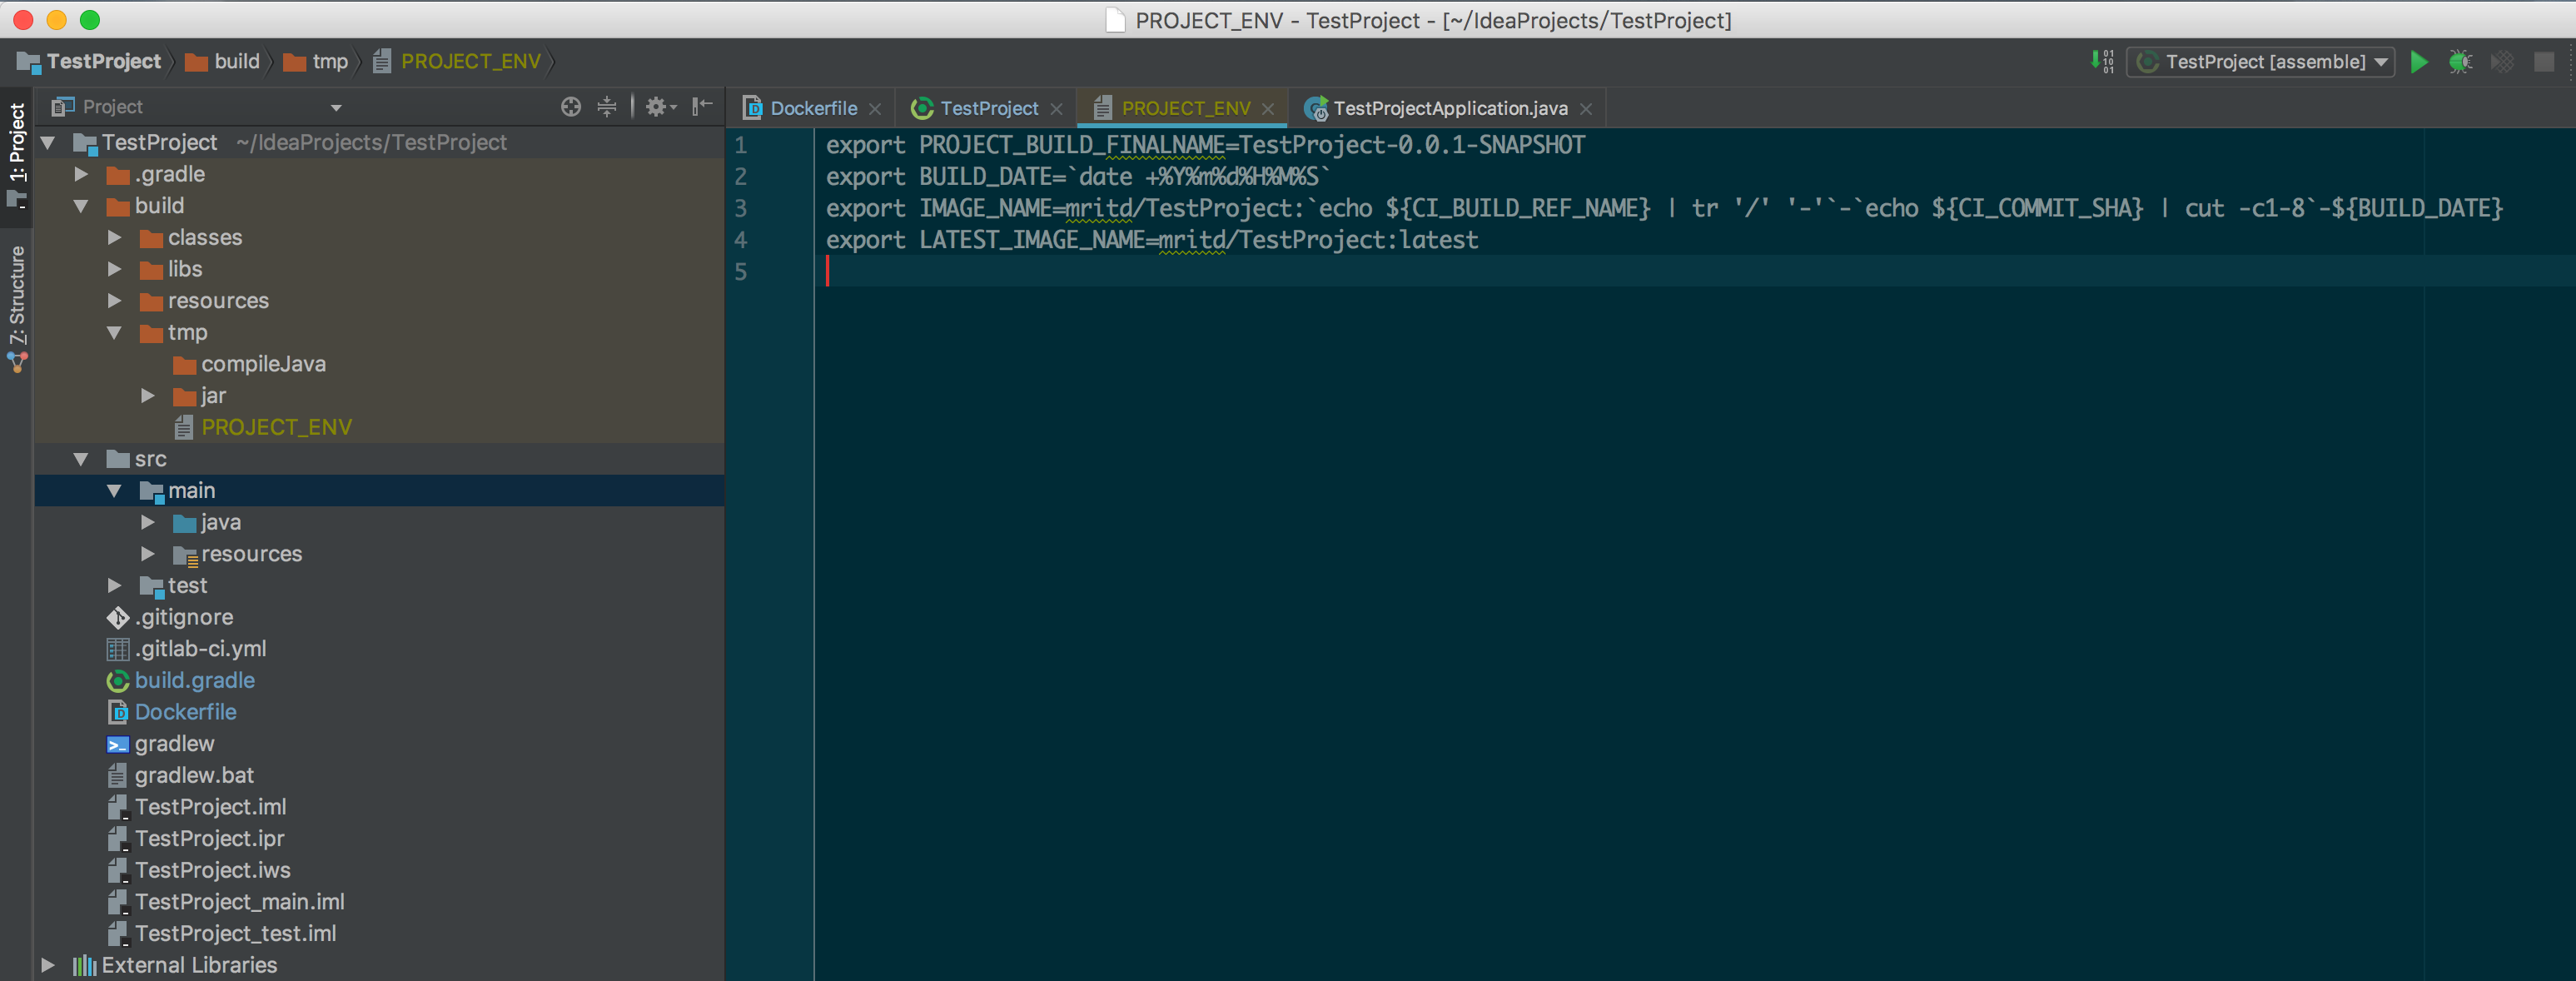 PROJECT_ENV - TestProject - [~/IdeaProjects/TestProject]
TestProject build tmp PROJECT_ENV
TestProject [assemble]
1: Project
7: Structure
Project
TestProject ~/IdeaProjects/TestProject
.gradle
build
classes
libs
resources
tmp
compileJava
jar
PROJECT_ENV
src
main
java
resources
test
.gitignore
.gitlab-ci.yml
build.gradle
Dockerfile
gradlew
gradlew.bat
TestProject.iml
TestProject.ipr
TestProject.iws
TestProject_main.iml
TestProject_test.iml
External Libraries
Dockerfile TestProject PROJECT_ENV TestProjectApplication.java
1 export PROJECT_BUILD_FINALNAME=TestProject-0.0.1-SNAPSHOT
2 export BUILD_DATE=`date +%Y%m%d%H%M%S`
3 export IMAGE_NAME=mritd/TestProject:`echo ${CI_BUILD_REF_NAME} | tr '/' '-'`-`echo ${CI_COMMIT_SHA} | cut -c1-8`-${BUILD_DATE}
4 export LATEST_IMAGE_NAME=mritd/TestProject:latest
5